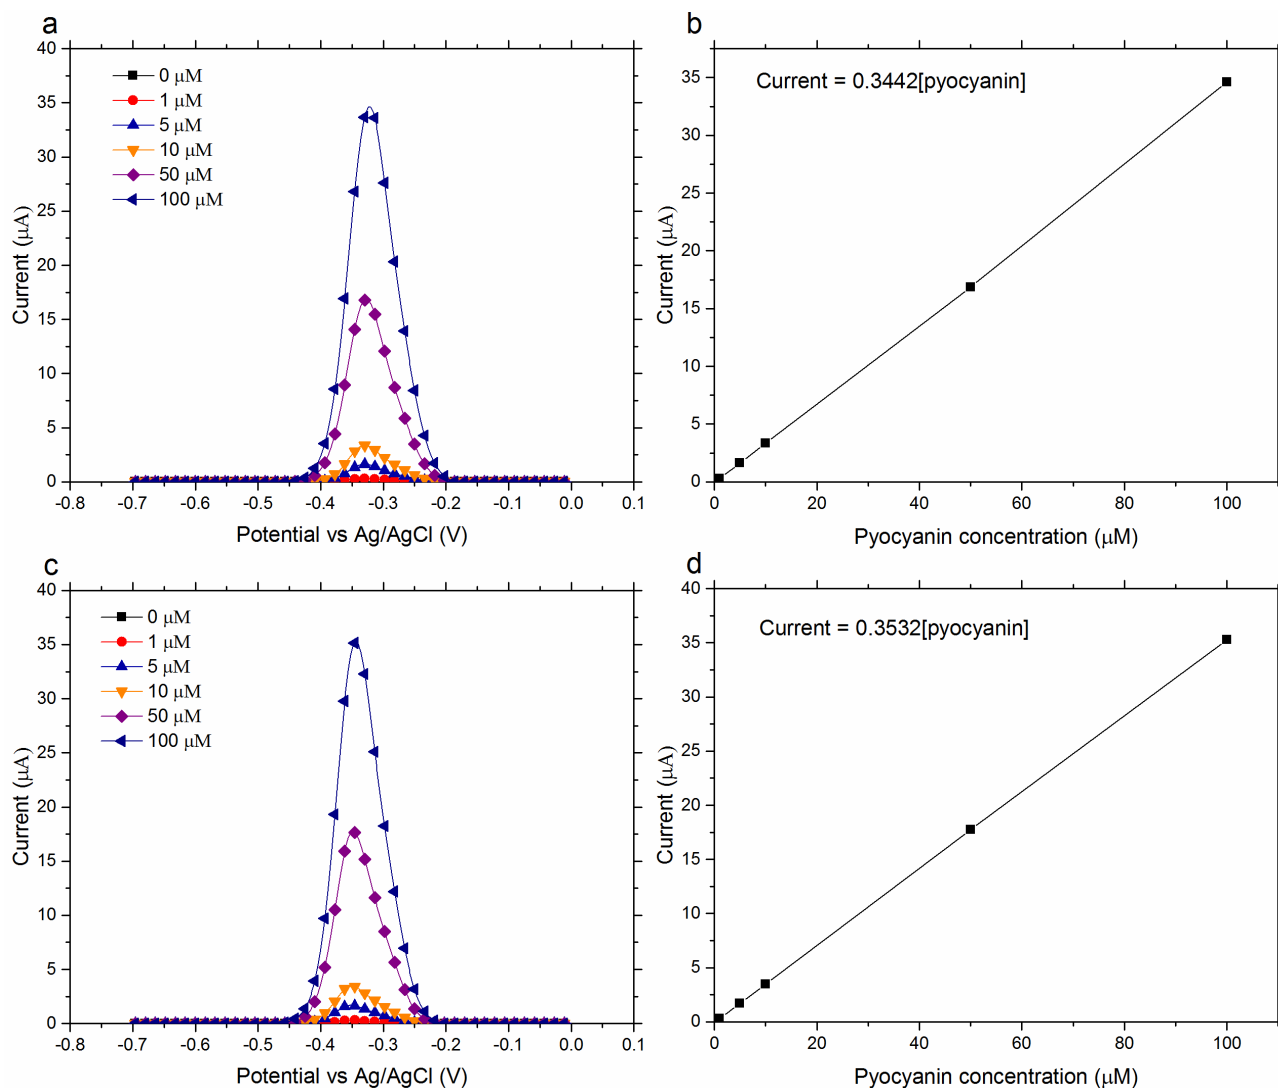 a
40
35
30
25
20
15
10
5
0
Current (μA)
0 μM
1 μM
5 μM
10 μM
50 μM
100 μM
-0.8 -0.7 -0.6 -0.5 -0.4 -0.3 -0.2 -0.1 0.0 0.1
Potential vs Ag/AgCl (V)
b
35
30
25
20
15
10
5
0
Current (μA)
Current = 0.3442[pyocyanin]
0 20 40 60 80 100
Pyocyanin concentration (μM)
c
40
35
30
25
20
15
10
5
0
Current (μA)
0 μM
1 μM
5 μM
10 μM
50 μM
100 μM
-0.8 -0.7 -0.6 -0.5 -0.4 -0.3 -0.2 -0.1 0.0 0.1
Potential vs Ag/AgCl (V)
d
40
35
30
25
20
15
10
5
0
Current (μA)
Current = 0.3532[pyocyanin]
0 20 40 60 80 100
Pyocyanin concentration (μM)